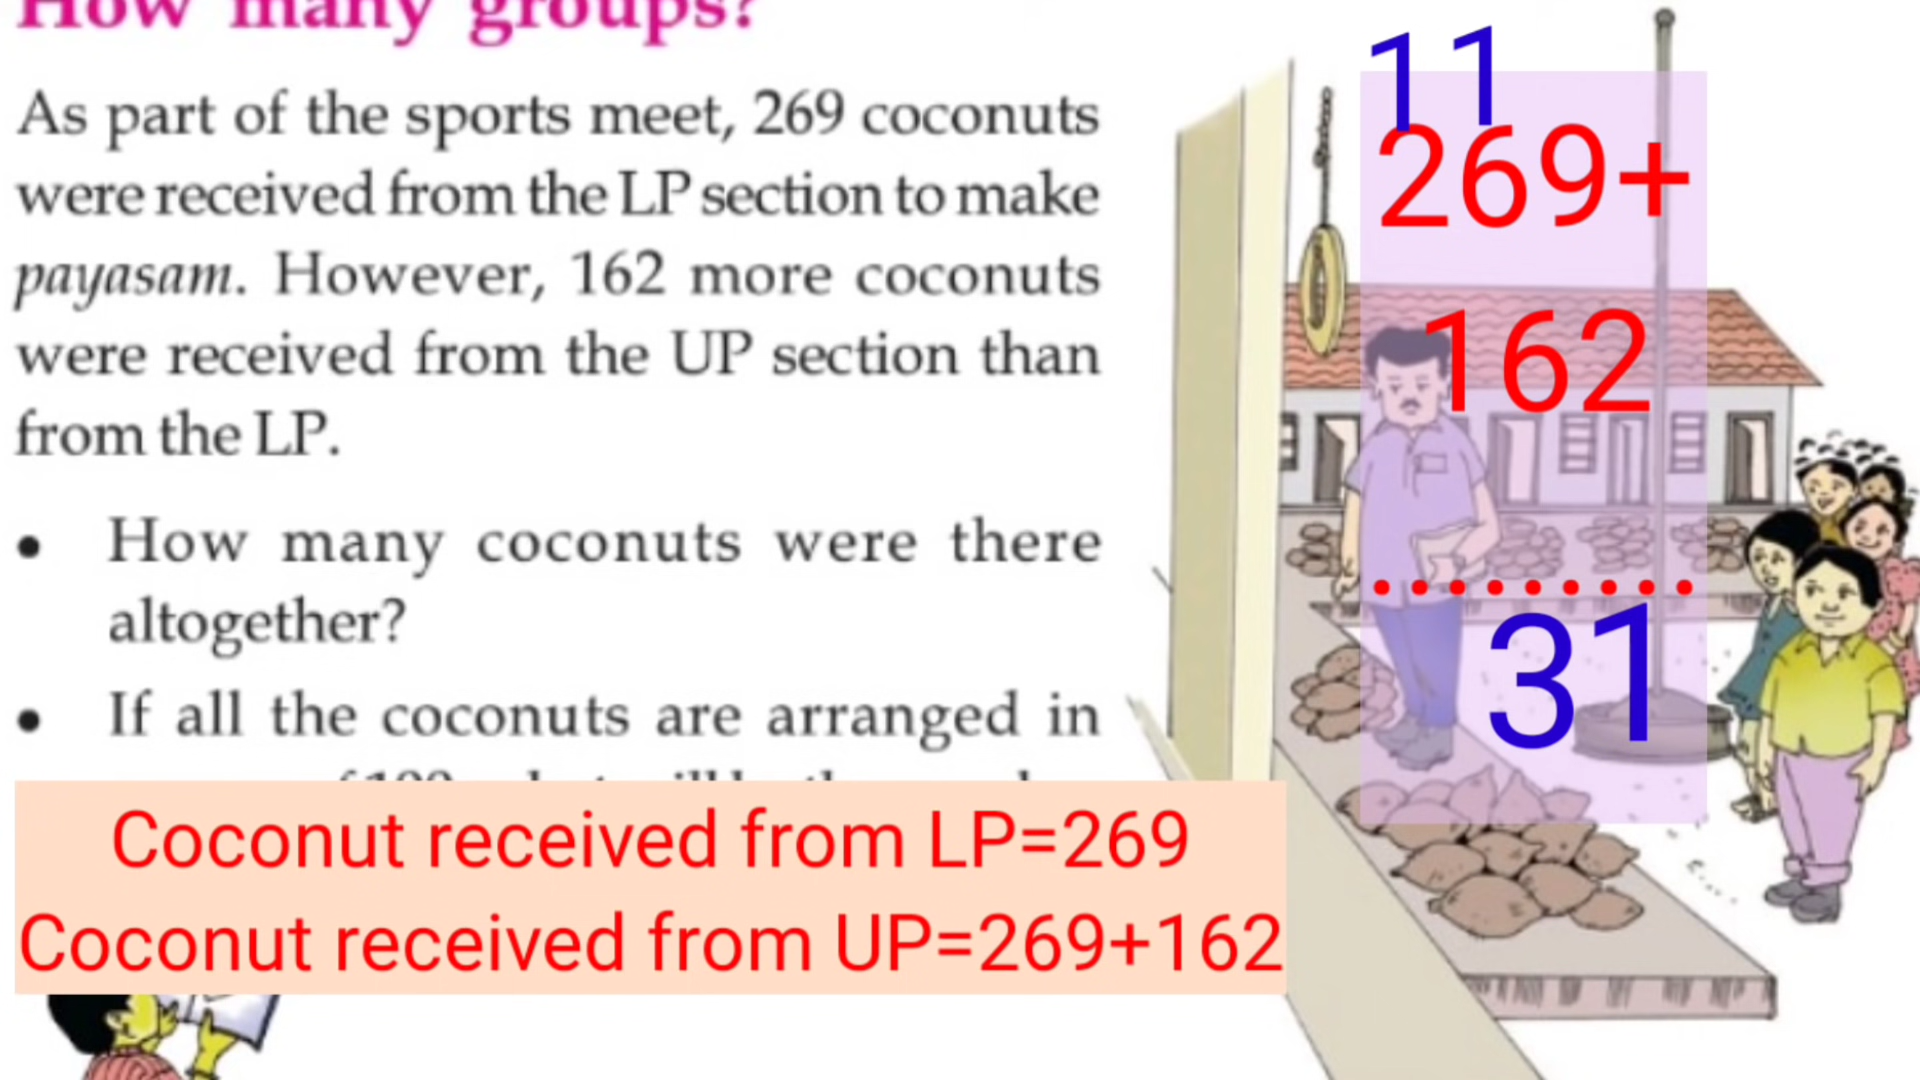 How many groups?
As part of the sports meet, 269 coconuts
were received from the LP section to make
payasam. However, 162 more coconuts
were received from the UP section than
from the LP.
• How many coconuts were there
altogether?
• If all the coconuts are arranged in
Coconut received from LP=269
Coconut received from UP=269+162
11
269+
162
.........
31